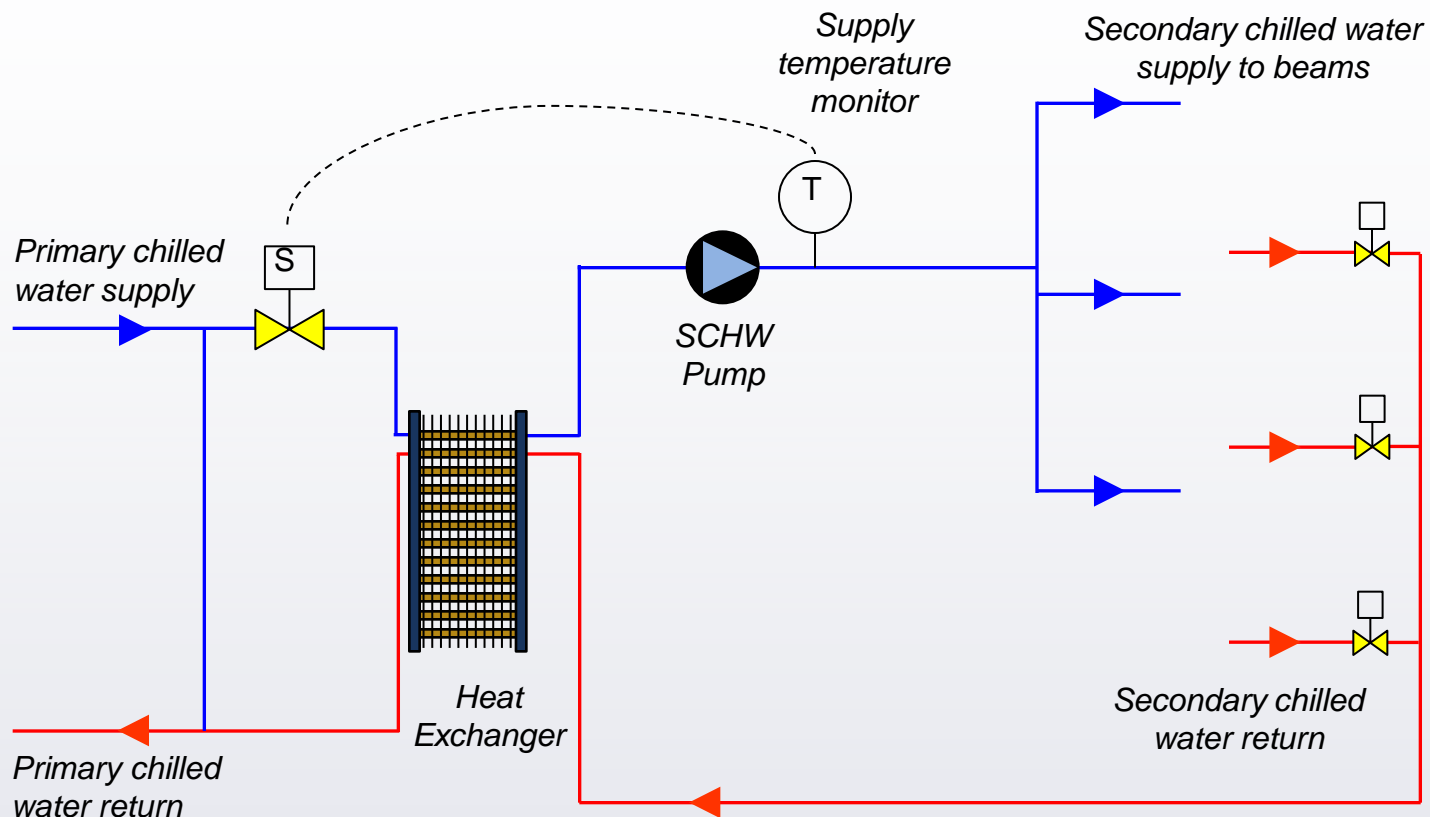 Supply
temperature
monitor
Secondary chilled water
supply to beams
T
Primary chilled
water supply
S
SCHW
Pump
Heat
Exchanger
Secondary chilled
water return
Primary chilled
water return